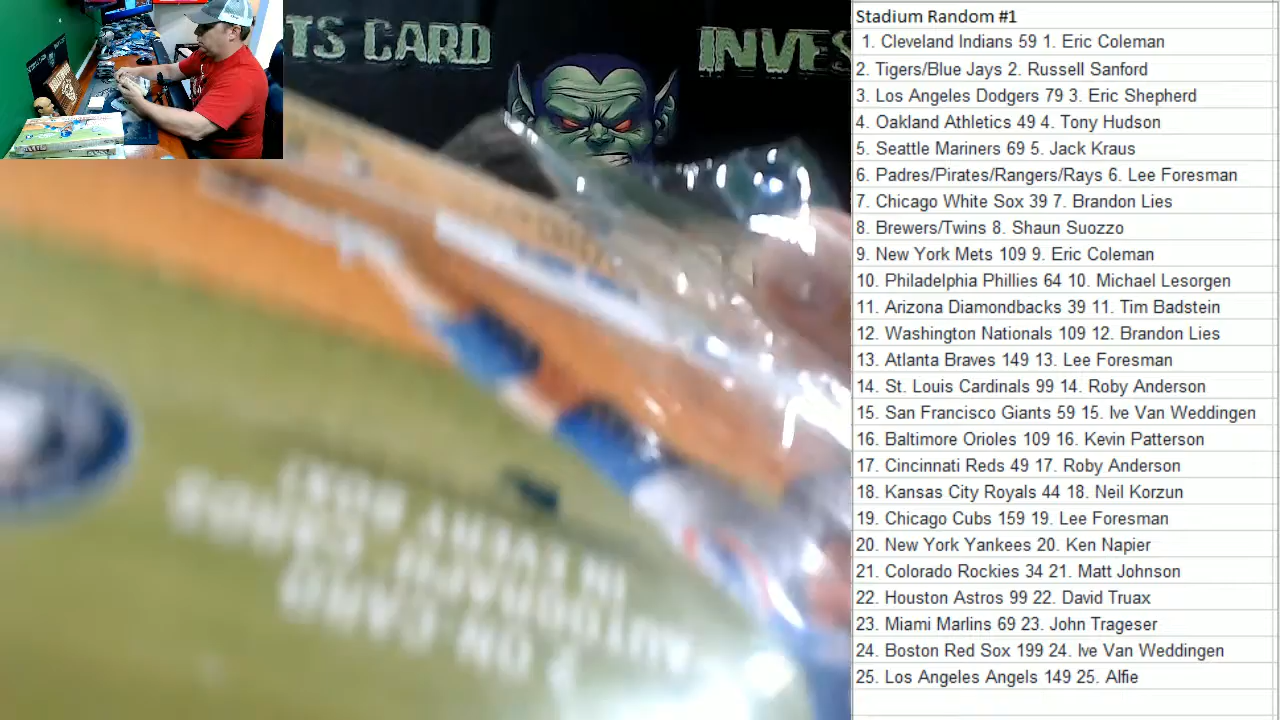 TS CARD INVES
ON CARD
AUTOGRAPH CARDS
IN EVERY BOX!
Stadium Random #1
1. Cleveland Indians 59 1. Eric Coleman
2. Tigers/Blue Jays 2. Russell Sanford
3. Los Angeles Dodgers 79 3. Eric Shepherd
4. Oakland Athletics 49 4. Tony Hudson
5. Seattle Mariners 69 5. Jack Kraus
6. Padres/Pirates/Rangers/Rays 6. Lee Foresman
7. Chicago White Sox 39 7. Brandon Lies
8. Brewers/Twins 8. Shaun Suozzo
9. New York Mets 109 9. Eric Coleman
10. Philadelphia Phillies 64 10. Michael Lesorgen
11. Arizona Diamondbacks 39 11. Tim Badstein
12. Washington Nationals 109 12. Brandon Lies
13. Atlanta Braves 149 13. Lee Foresman
14. St. Louis Cardinals 99 14. Roby Anderson
15. San Francisco Giants 59 15. Ive Van Weddingen
16. Baltimore Orioles 109 16. Kevin Patterson
17. Cincinnati Reds 49 17. Roby Anderson
18. Kansas City Royals 44 18. Neil Korzun
19. Chicago Cubs 159 19. Lee Foresman
20. New York Yankees 20. Ken Napier
21. Colorado Rockies 34 21. Matt Johnson
22. Houston Astros 99 22. David Truax
23. Miami Marlins 69 23. John Trageser
24. Boston Red Sox 199 24. Ive Van Weddingen
25. Los Angeles Angels 149 25. Alfie